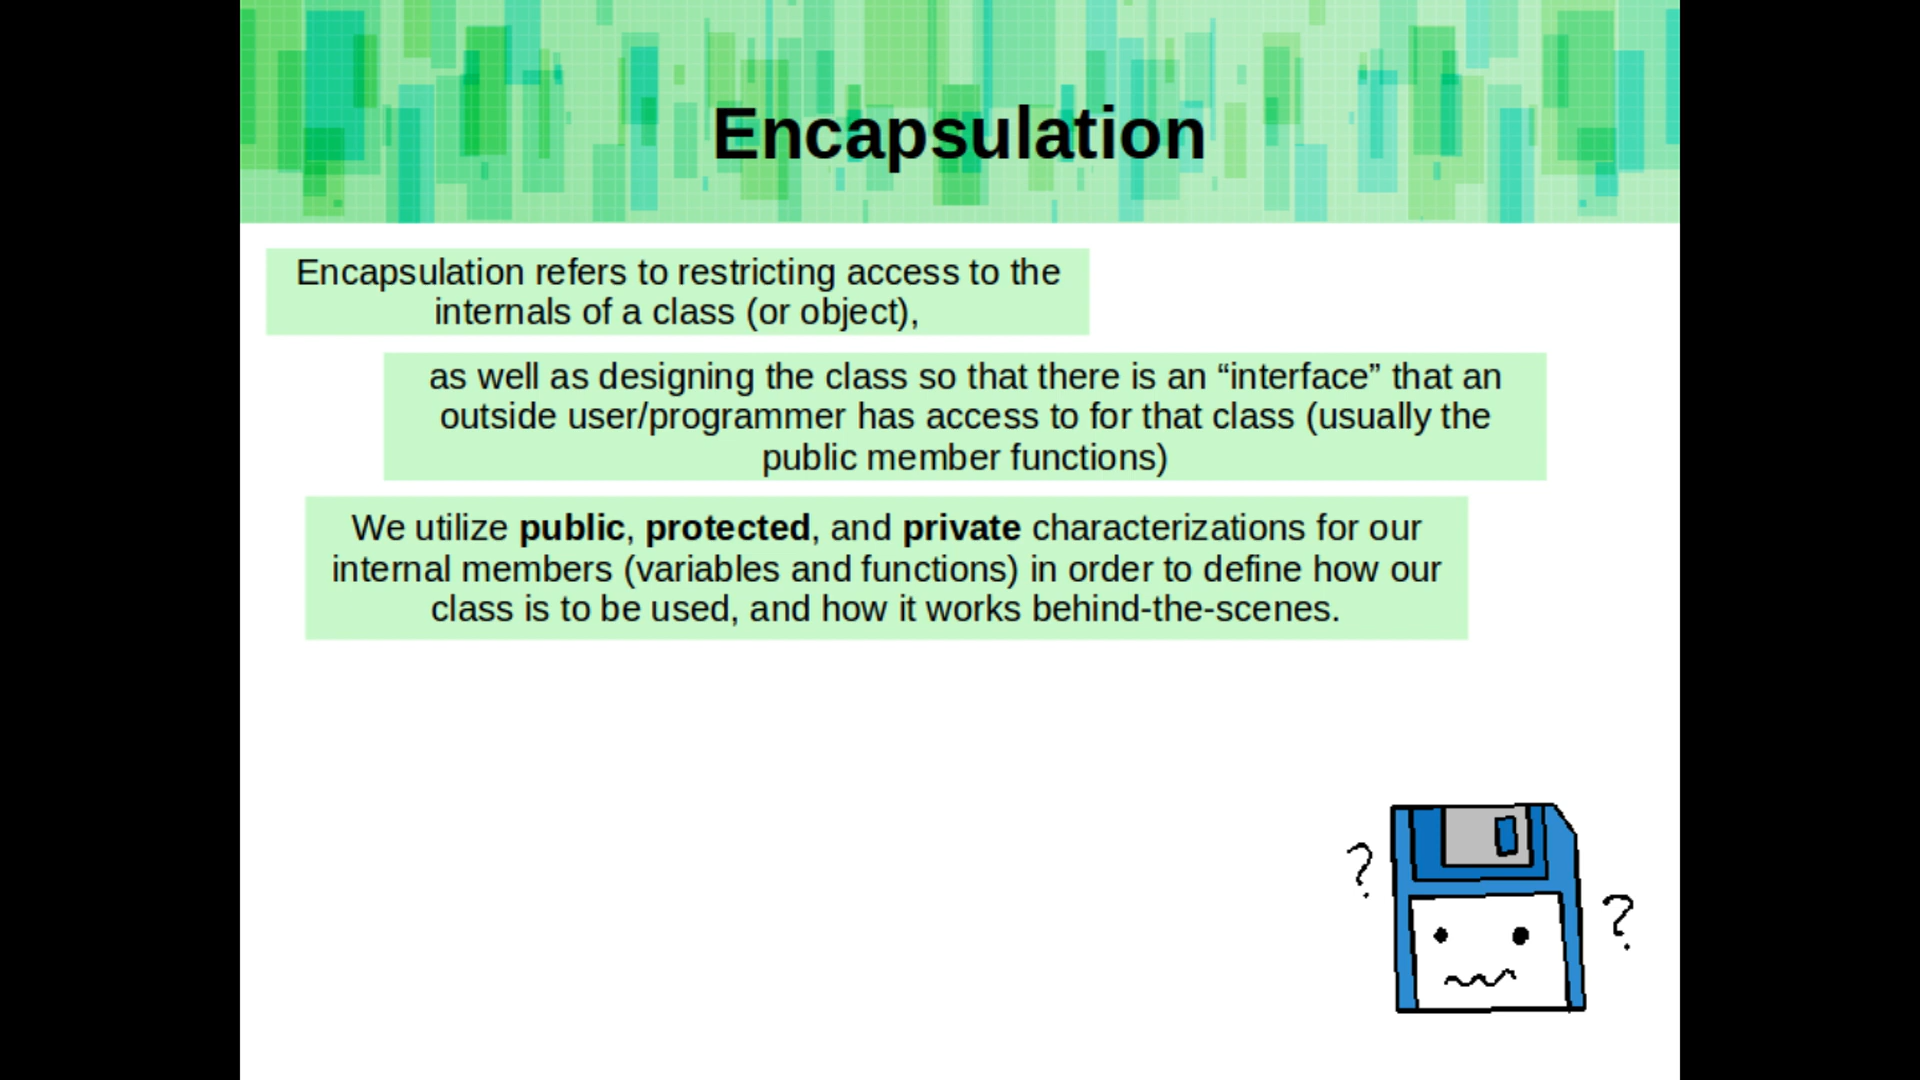 Encapsulation
Encapsulation refers to restricting access to the
internals of a class (or object),
as well as designing the class so that there is an “interface” that an
outside user/programmer has access to for that class (usually the
public member functions)
We utilize public, protected, and private characterizations for our
internal members (variables and functions) in order to define how our
class is to be used, and how it works behind-the-scenes.
?
?